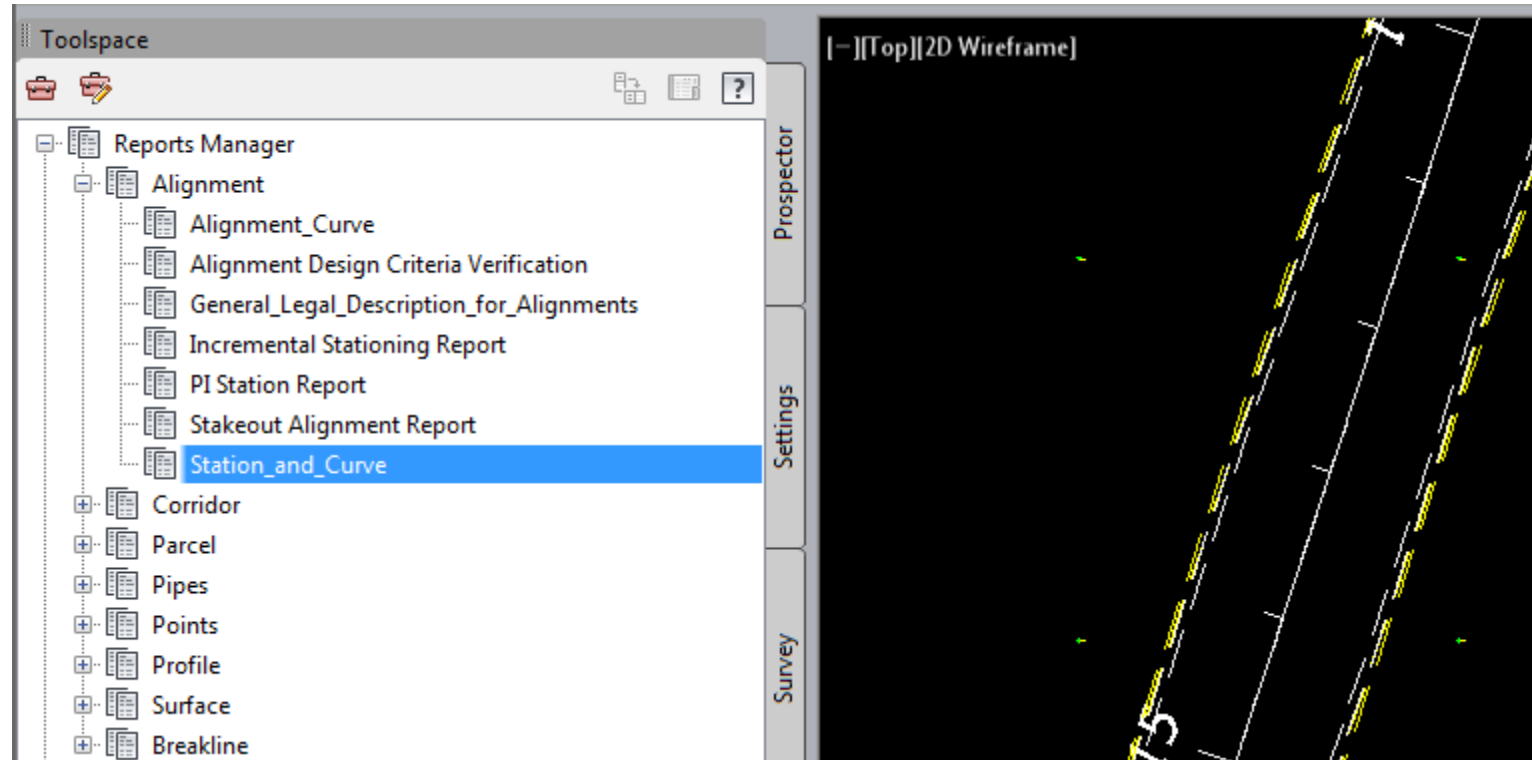 Toolspace
[−][Top][2D Wireframe]
?
Reports Manager
Alignment
Alignment_Curve
Alignment Design Criteria Verification
General_Legal_Description_for_Alignments
Incremental Stationing Report
PI Station Report
Stakeout Alignment Report
Station_and_Curve
Corridor
Parcel
Pipes
Points
Profile
Surface
Breakline
Prospector
Settings
Survey